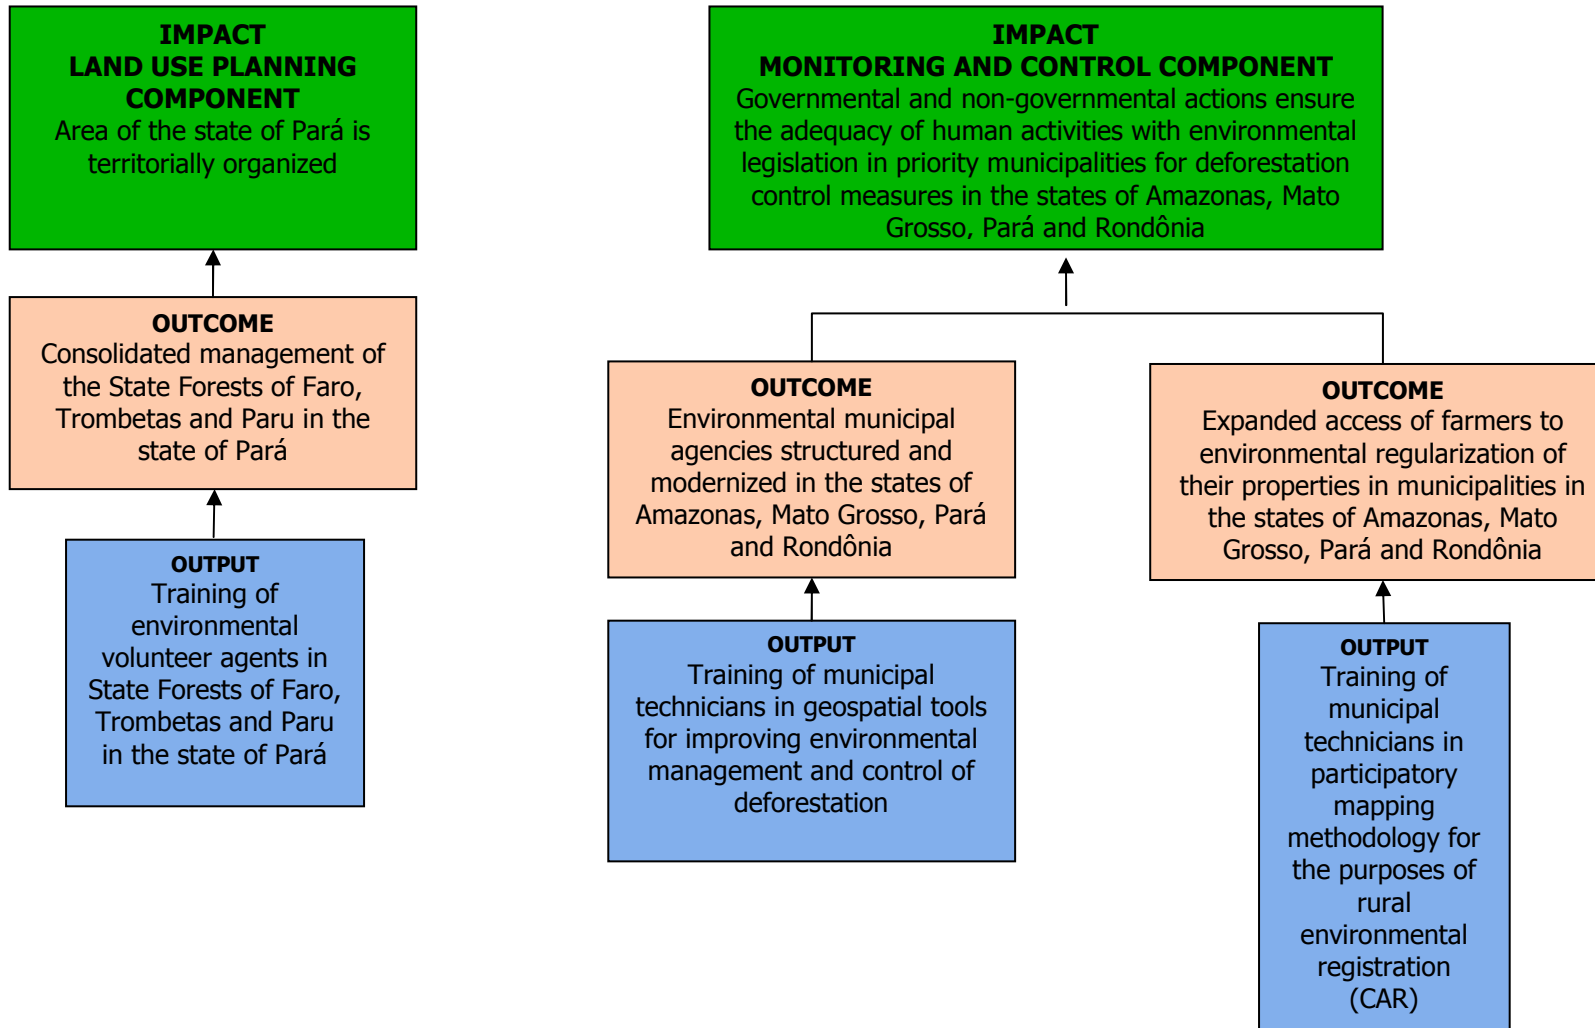 IMPACT
LAND USE PLANNING
COMPONENT
Area of the state of Pará is
territorially organized
IMPACT
MONITORING AND CONTROL COMPONENT
Governmental and non-governmental actions ensure
the adequacy of human activities with environmental
legislation in priority municipalities for deforestation
control measures in the states of Amazonas, Mato
Grosso, Pará and Rondônia
OUTCOME
Consolidated management of
the State Forests of Faro,
Trombetas and Paru in the
state of Pará
OUTCOME
Environmental municipal
agencies structured and
modernized in the states of
Amazonas, Mato Grosso, Pará
and Rondônia
OUTCOME
Expanded access of farmers to
environmental regularization of
their properties in municipalities in
the states of Amazonas, Mato
Grosso, Pará and Rondônia
OUTPUT
Training of
environmental
volunteer agents in
State Forests of Faro,
Trombetas and Paru
in the state of Pará
OUTPUT
Training of municipal
technicians in geospatial tools
for improving environmental
management and control of
deforestation
OUTPUT
Training of
municipal
technicians in
participatory
mapping
methodology for
the purposes of
rural
environmental
registration
(CAR)